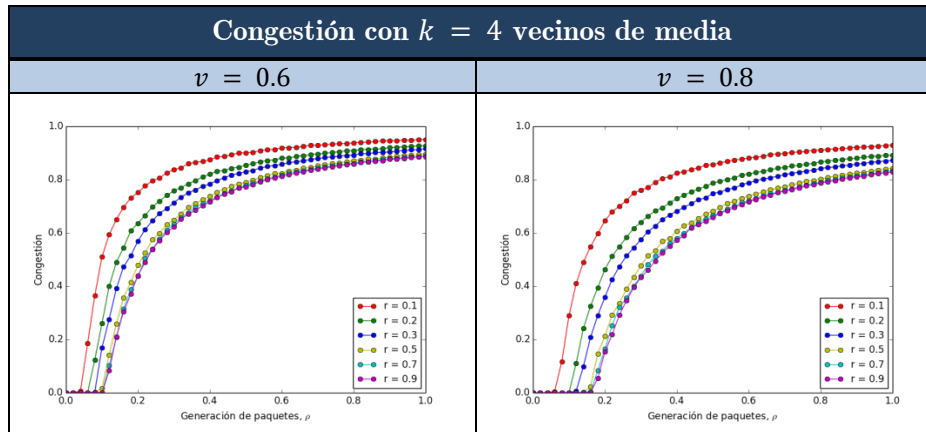 Congestión con k = 4 vecinos de media
v = 0.6
v = 0.8
1.0
0.8
0.6
0.4
0.2
0.0
Congestión
r = 0.1
r = 0.2
r = 0.3
r = 0.5
r = 0.7
r = 0.9
0.0 0.2 0.4 0.6 0.8 1.0
Generación de paquetes, ρ
1.0
0.8
0.6
0.4
0.2
0.0
Congestión
r = 0.1
r = 0.2
r = 0.3
r = 0.5
r = 0.7
r = 0.9
0.0 0.2 0.4 0.6 0.8 1.0
Generación de paquetes, ρ